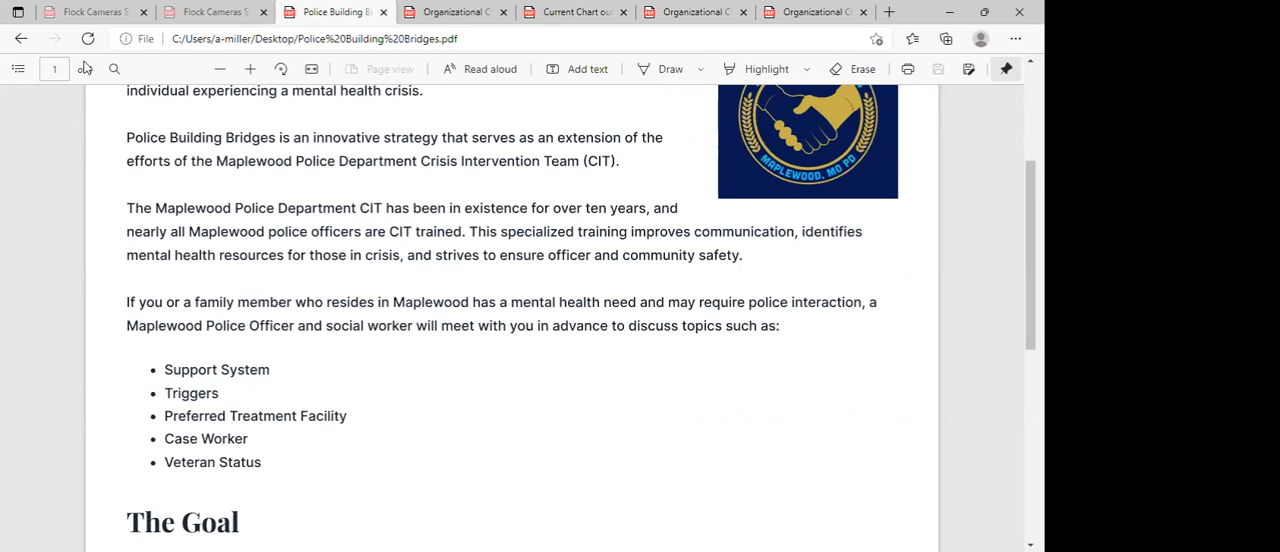 Flock Cameras S
Flock Cameras S
Police Building B
Organizational C
Current Chart ou
Organizational C
Organizational C
File
C:/Users/a-miller/Desktop/Police%20Building%20Bridges.pdf
1
Page view
Read aloud
Add text
Draw
Highlight
Erase
individual experiencing a mental health crisis.
MAPLEWOOD, MO PD
Police Building Bridges is an innovative strategy that serves as an extension of the
efforts of the Maplewood Police Department Crisis Intervention Team (CIT).
The Maplewood Police Department CIT has been in existence for over ten years, and
nearly all Maplewood police officers are CIT trained. This specialized training improves communication, identifies
mental health resources for those in crisis, and strives to ensure officer and community safety.
If you or a family member who resides in Maplewood has a mental health need and may require police interaction, a
Maplewood Police Officer and social worker will meet with you in advance to discuss topics such as:
• Support System
• Triggers
• Preferred Treatment Facility
• Case Worker
• Veteran Status
The Goal